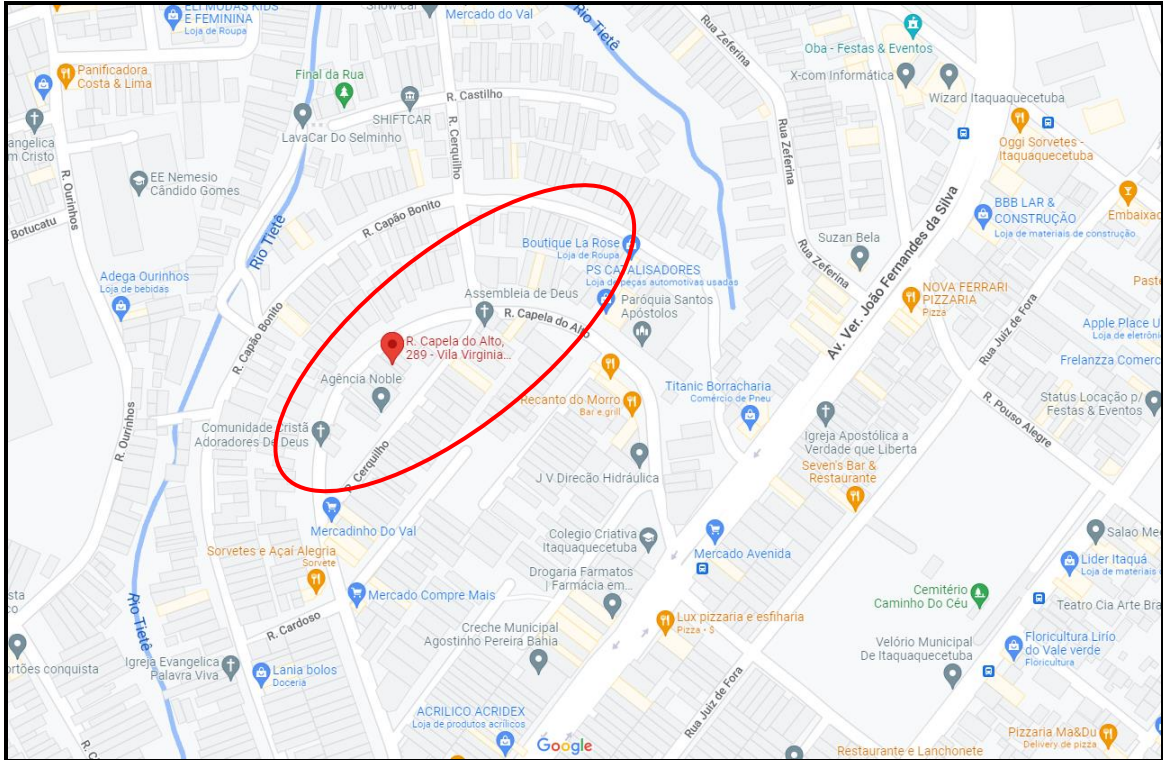 ELI MODAS KIDS
E FEMININA
Loja de Roupa
Show car
Mercado do Val
Rio Tietê
Rua Zeferina
Oba - Festas & Eventos
Panificadora
Costa & Lima
Final da Rua
X-com Informática
Wizard Itaquaquecetuba
R. Castilho
SHIFTCAR
LavaCar Do Selminho
R. Cerquilho
Rua Zeferina
Oggi Sorvetes -
Itaquaquecetuba
angelica
m Cristo
R. Ourinhos
EE Nemesio
Cândido Gomes
Botucatu
Rio Tietê
R. Capão Bonito
Av. Ver. João Fernandes da Silva
BBB LAR &
CONSTRUÇÃO
Loja de materiais de construção
Embaixad
Boutique La Rose
Loja de Roupa
Suzan Bela
Rua Zeferina
PS CATALISADORES
Loja de peças automotivas usadas
Adega Ourinhos
Loja de bebidas
Assembleia de Deus
Paróquia Santos
Apóstolos
NOVA FERRARI
PIZZARIA
Pizza
Paste
R. Capela do Alto
R. Capão Bonito
Rua Juiz de Fora
Apple Place U
Loja de eletrôni
R. Capela do Alto,
289 - Vila Virginia...
Frelanzza Comerc
Agência Noble
Titanic Borracharia
Comércio de Pneu
Recanto do Morro
Bar e grill
R. Pouso Alegre
Status Locação p/
Festas & Eventos
R. Ourinhos
Comunidade Cristã
Adoradores De Deus
Igreja Apostólica a
Verdade que Liberta
R. Cerquilho
J V Direcão Hidráulica
Seven's Bar &
Restaurante
Mercadinho Do Val
Colegio Criativa
Itaquaquecetuba
Mercado Avenida
Salao Me
Sorvetes e Açaí Alegria
Sorvete
Lider Itaquá
Loja de materiais
Drogaria Farmatos
| Farmácia em...
Mercado Compre Mais
Cemitério
Caminho Do Céu
Teatro Cia Arte Bra
sta
co
Rio Tietê
R. Cardoso
Lux pizzaria e esfiharia
Pizza - $
Creche Municipal
Agostinho Pereira Bahia
Velório Municipal
De Itaquaquecetuba
Floricultura Lírio
do Vale verde
Floricultura
ortões conquista
Igreja Evangelica
Palavra Viva
Lania bolos
Doceria
Rua Juiz de Fora
ACRILICO ACRIDEX
Loja de produtos acrílicos
Google
Pizzaria Ma&Du
Delivery de pizza
R. C
Restaurante e Lanchonete